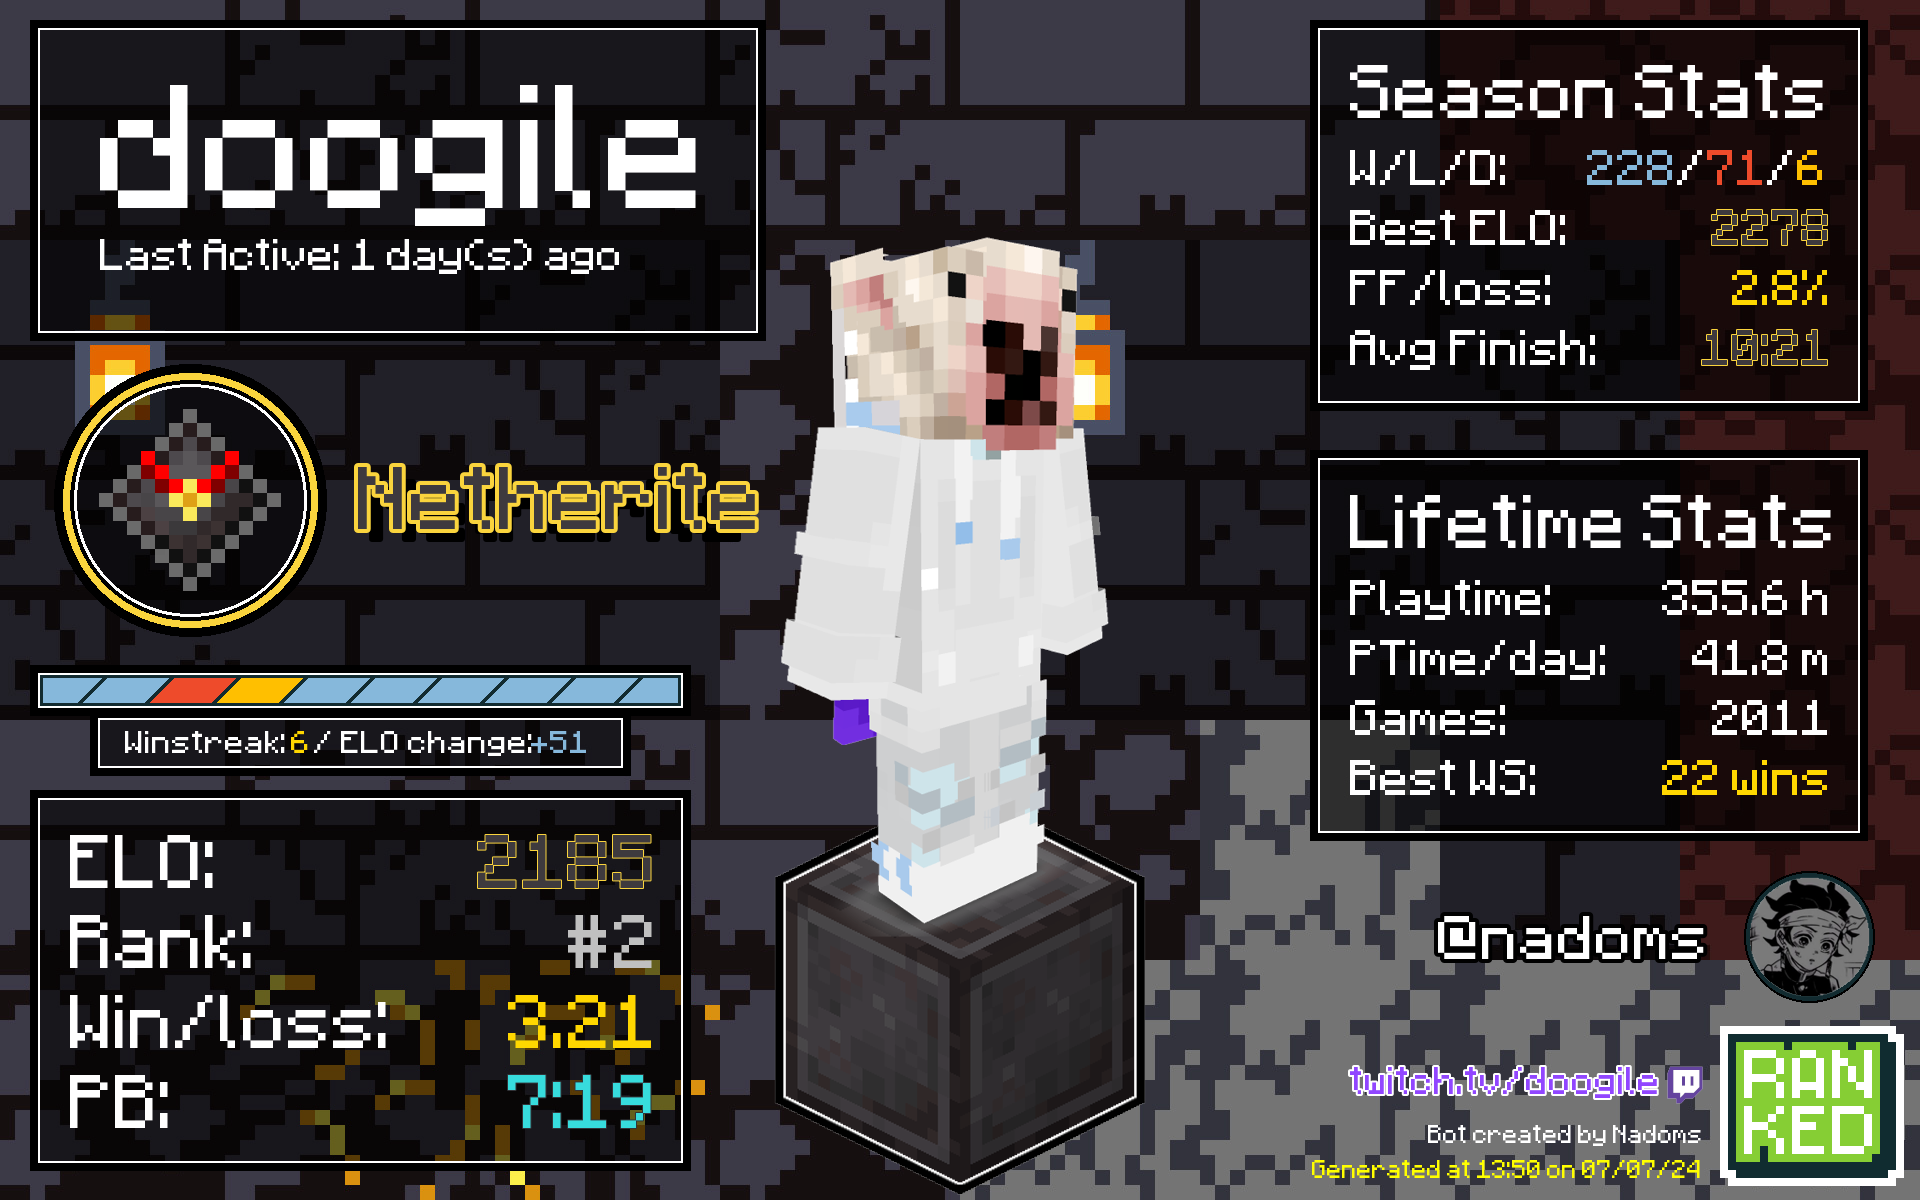 doogile
Last Active: 1 day(s) ago
Netherite
Winstreak:6 / ELO change:+51
ELO: 2185
Rank: #2
Win/loss: 3.21
PB: 7:19
Season Stats
W/L/D: 228/71/6
Best ELO: 2278
FF/loss: 2.8%
Avg Finish: 10:21
Lifetime Stats
Playtime: 355.6 h
PTime/day: 41.8 m
Games: 2011
Best WS: 22 wins
@nadoms
twitch.tv/doogile
Bot created by Nadoms
Generated at 13:50 on 07/07/24
RAN
KED